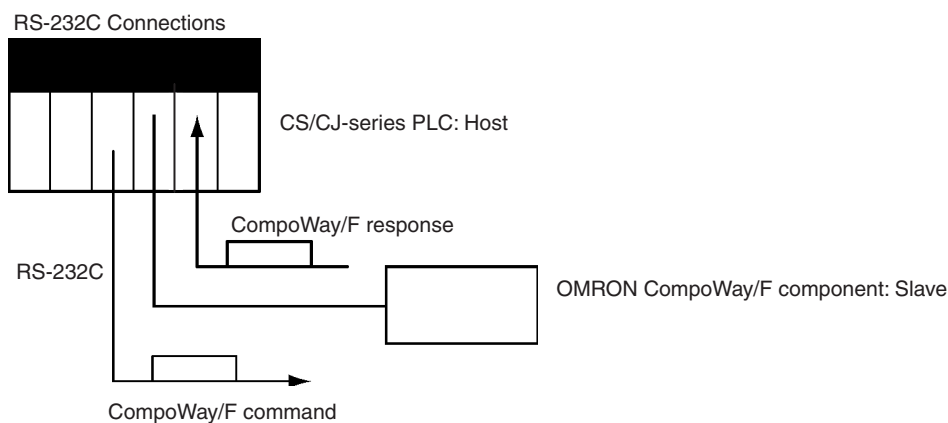 RS-232C Connections
CS/CJ-series PLC: Host
CompoWay/F response
RS-232C
OMRON CompoWay/F component: Slave
CompoWay/F command